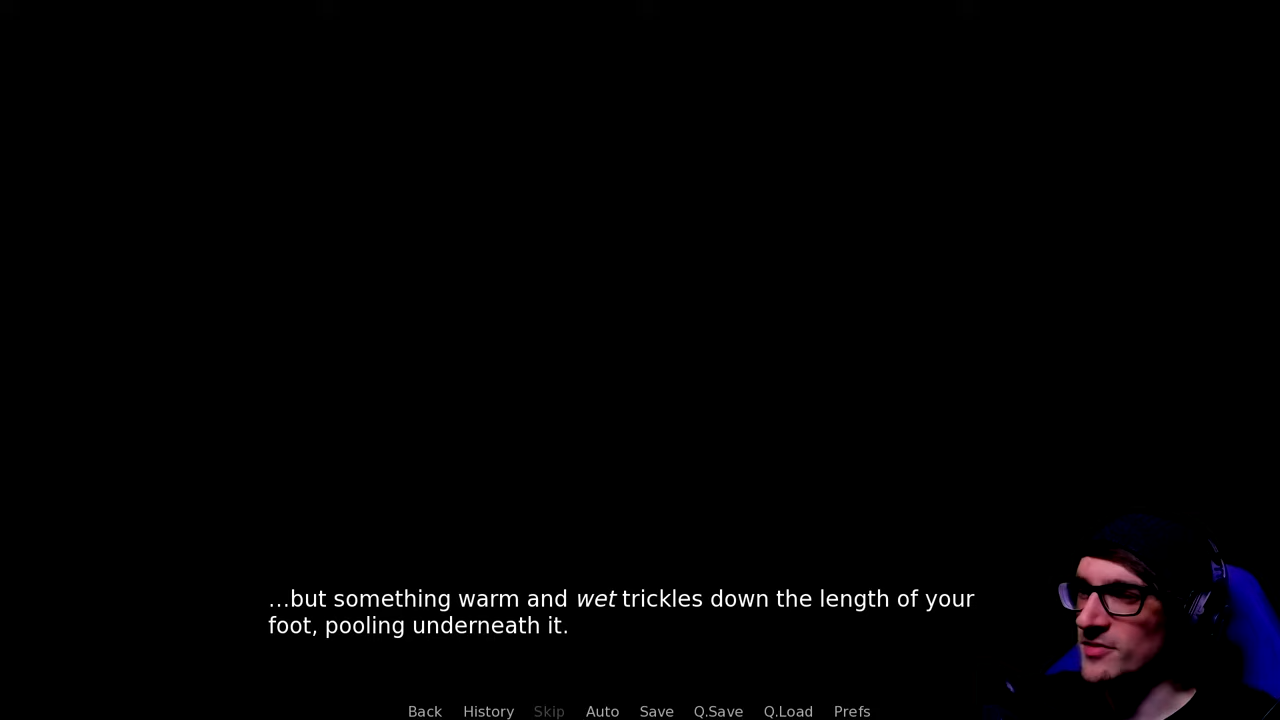 ...but something warm and wet trickles down the length of your
foot, pooling underneath it.
Back History Skip Auto Save Q.Save Q.Load Prefs